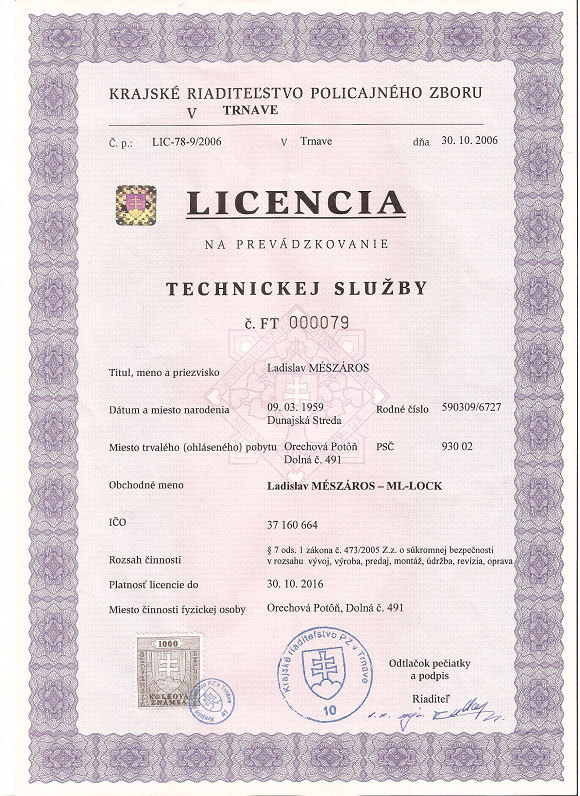 KRAJSKÉ RIADITEĽSTVO POLICAJNÉHO ZBORU
V TRNAVE
Č. p.: LIC-78-9/2006 V Trnave dňa 30. 10. 2006
LICENCIA
NA PREVÁDZKOVANIE
TECHNICKEJ SLUŽBY
č. FT 000079
Titul, meno a priezvisko Ladislav MÉSZÁROS
Dátum a miesto narodenia 09. 03. 1959 Rodné číslo 590309/6727
Dunajská Streda
Miesto trvalého (ohláseného) pobytu Orechová Potôň PSČ 930 02
Dolná č. 491
Obchodné meno Ladislav MÉSZÁROS – ML-LOCK
IČO 37 160 664
Rozsah činnosti § 7 ods. 1 zákona č. 473/2005 Z.z. o súkromnej bezpečnosti
v rozsahu vývoj, výroba, predaj, montáž, údržba, revízia, oprava
Platnosť licencie do 30. 10. 2016
Miesto činnosti fyzickej osoby Orechová Potôň, Dolná č. 491
1000
KOLKOVÁ
ZNÁMKA
Krajské riaditeľstvo PZ v Trnave
10
Odtlačok pečiatky
a podpis
Riaditeľ